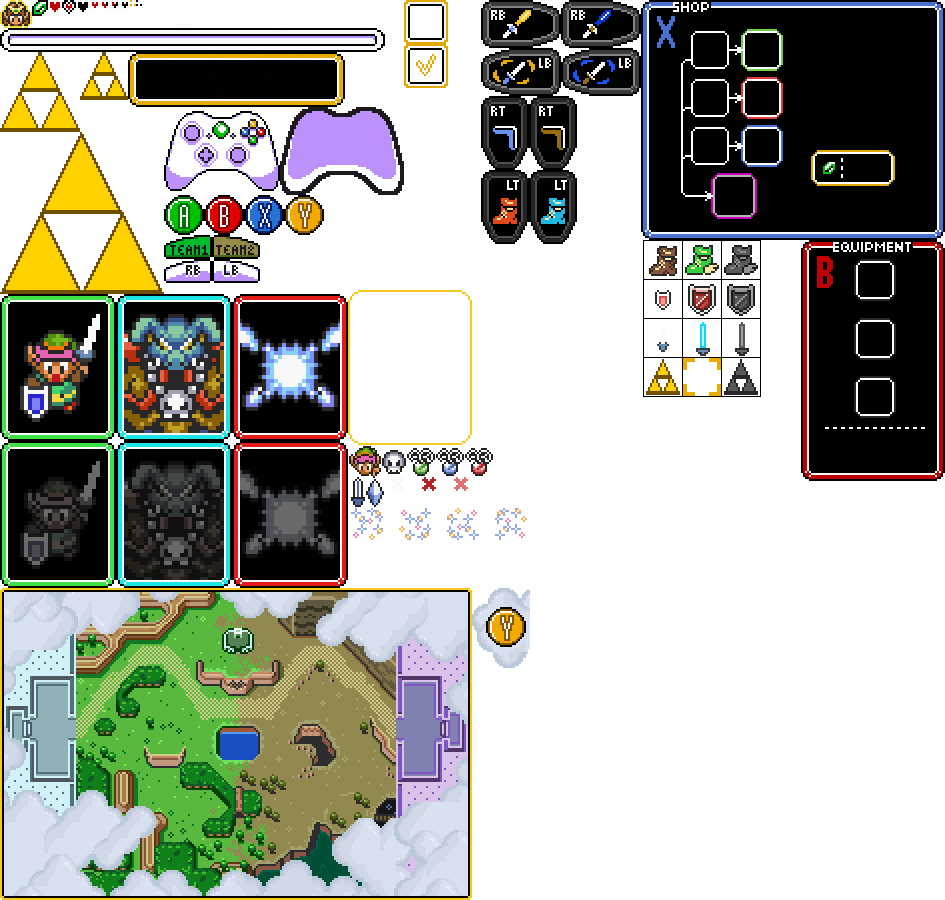 RB
RB
SHOP
X
LB
LB
RT
RT
LT
LT
A B X Y
TEAM1 TEAM2
RB LB
EQUIPMENT
B
Y